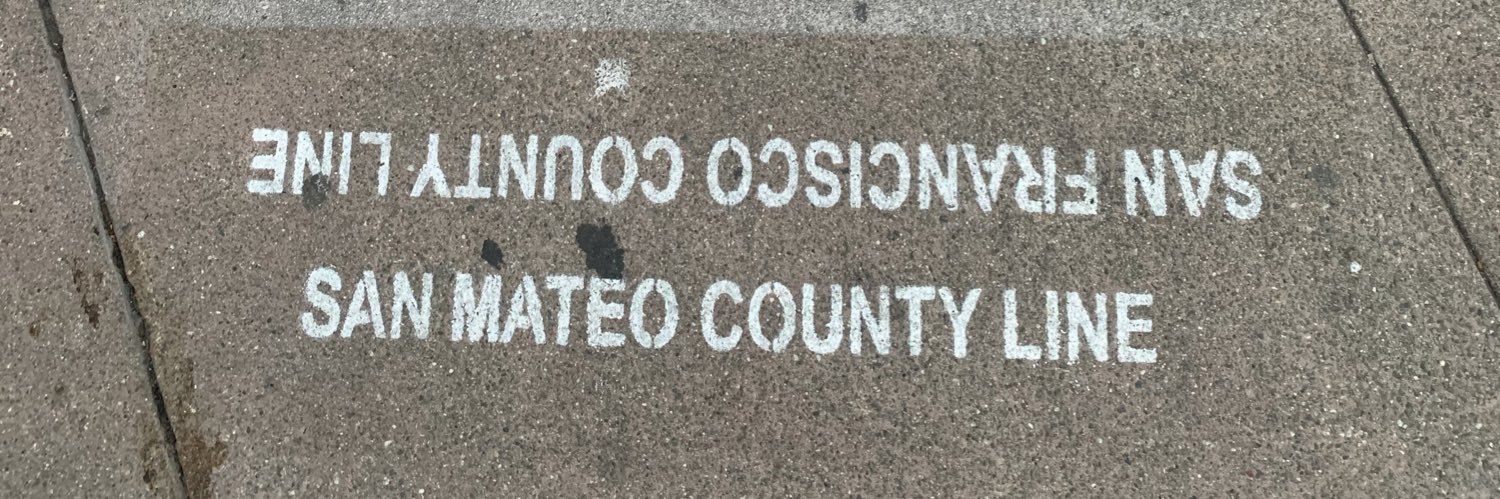 SAN FRANCISCO COUNTY LINE
SAN MATEO COUNTY LINE